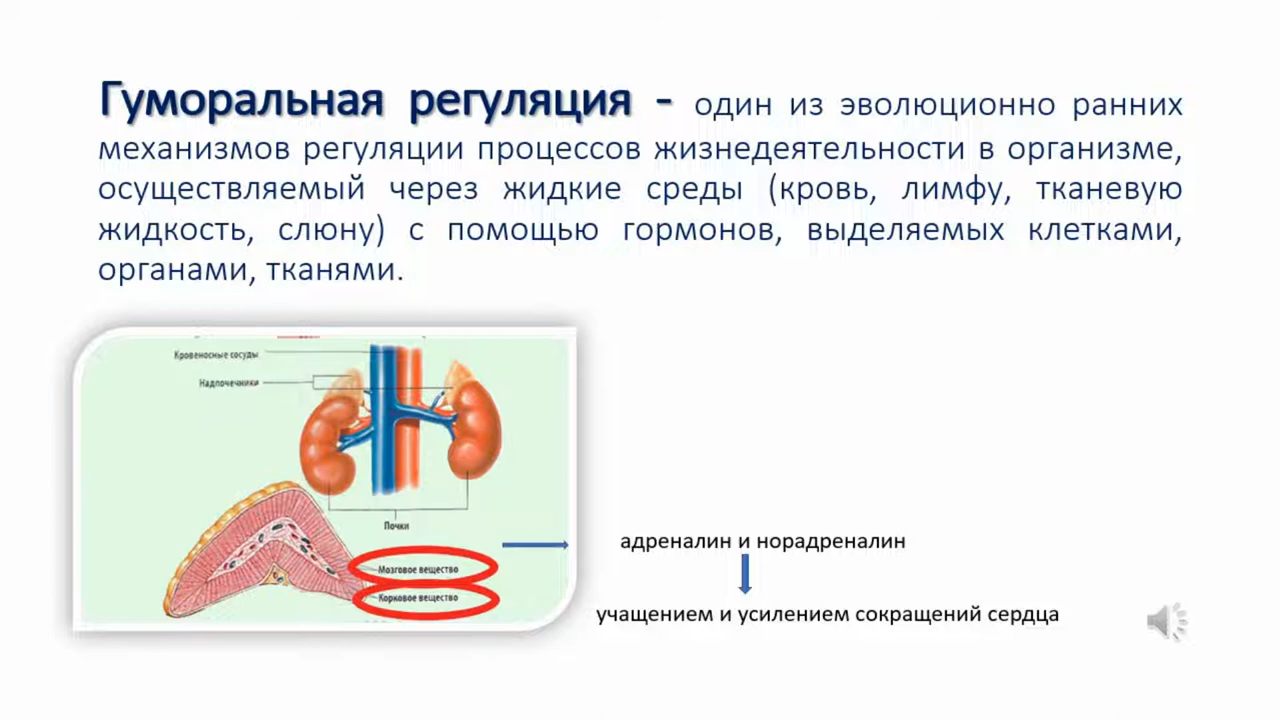 Гуморальная регуляция - один из эволюционно ранних
механизмов регуляции процессов жизнедеятельности в организме,
осуществляемый через жидкие среды (кровь, лимфу, тканевую
жидкость, слюну) с помощью гормонов, выделяемых клетками,
органами, тканями.
Кровеносные сосуды
Надпочечники
Почки
адреналин и норадреналин
Мозговое вещество
Корковое вещество
учащением и усилением сокращений сердца